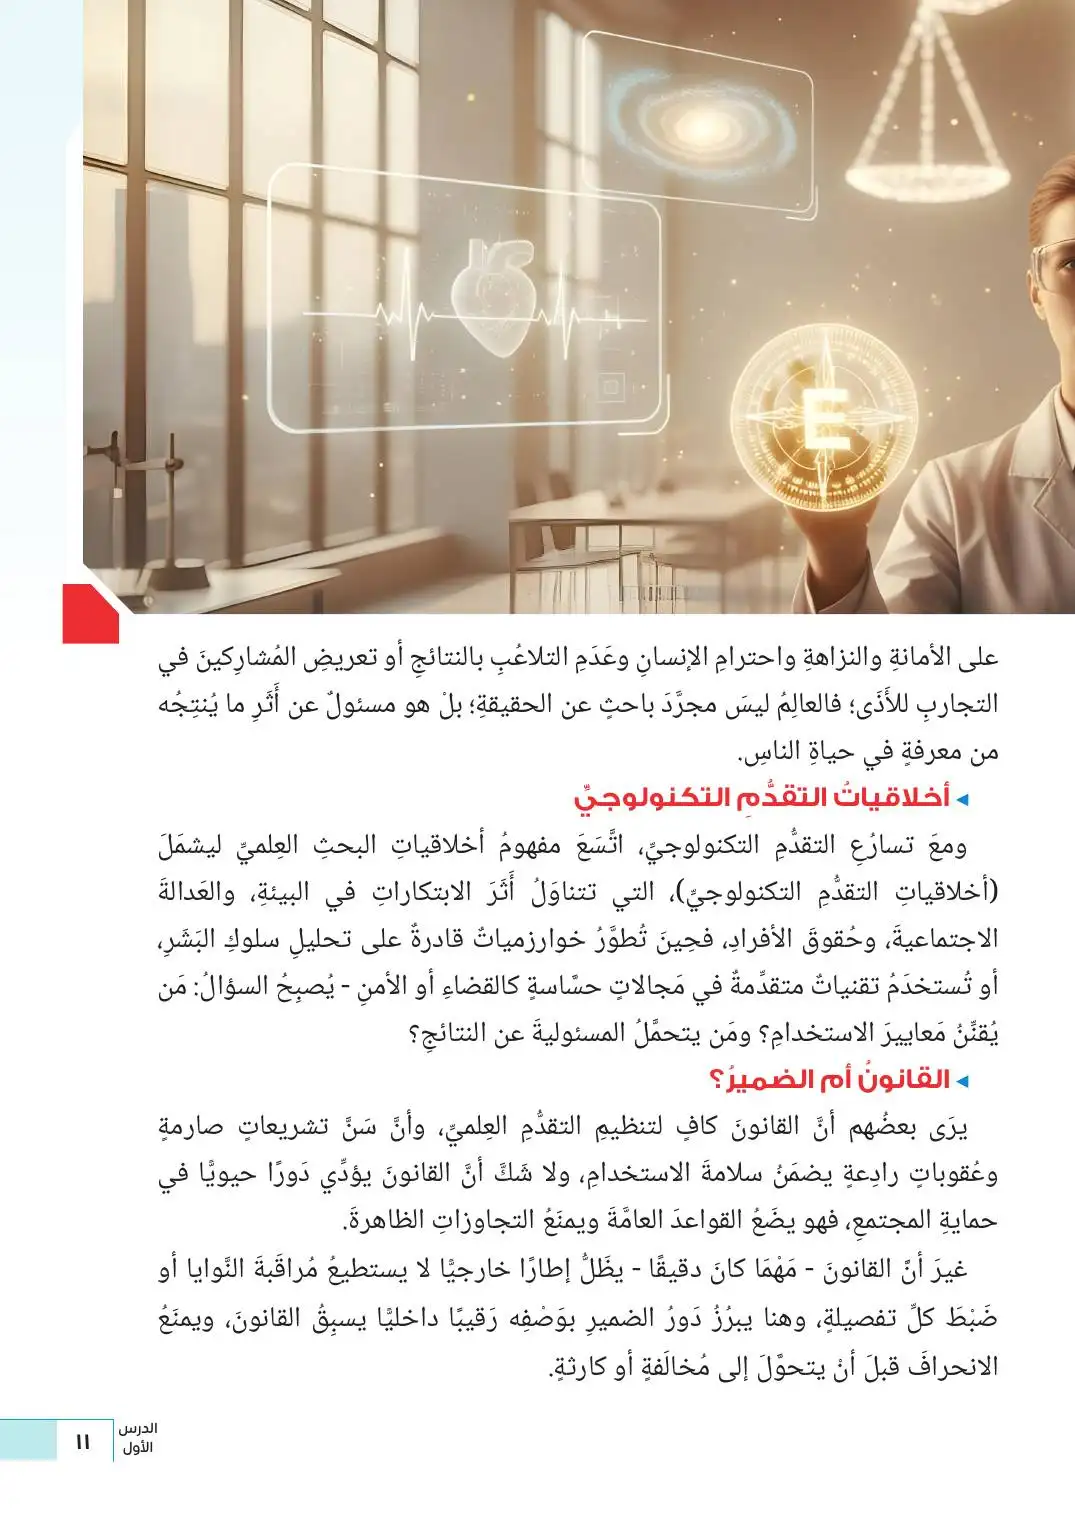 E
على الأمانةِ والنزاهةِ واحترامِ الإنسانِ وعَدَمِ التلاعُبِ بالنتائجِ أو تعريضِ المُشارِكينَ في
التجاربِ للأَذَى؛ فالعالِمُ ليسَ مجرَّدَ باحثٍ عن الحقيقةِ؛ بلْ هو مسئولٌ عن أَثَرِ ما يُنتِجُه
من معرفةٍ في حياةِ الناسِ.
◂ أخلاقياتُ التقدُّمِ التكنولوجيِّ
ومعَ تسارُعِ التقدُّمِ التكنولوجيِّ، اتَّسَعَ مفهومُ أخلاقياتِ البحثِ العِلميِّ ليشمَلَ
(أخلاقياتِ التقدُّمِ التكنولوجيِّ)، التي تتناوَلُ أَثَرَ الابتكاراتِ في البيئةِ، والعَدالةَ
الاجتماعيةَ، وحُقوقَ الأفرادِ، فحِينَ تُطوَّرُ خوارزمياتٌ قادرةٌ على تحليلِ سلوكِ البَشَرِ،
أو تُستخدَمُ تقنياتٌ متقدِّمةٌ في مَجالاتٍ حسَّاسةٍ كالقضاءِ أو الأمنِ - يُصبِحُ السؤالُ: مَن
يُقنِّنُ مَعاييرَ الاستخدامِ؟ ومَن يتحمَّلُ المسئوليةَ عن النتائجِ؟
◂ القانونُ أم الضميرُ؟
يرَى بعضُهم أنَّ القانونَ كافٍ لتنظيمِ التقدُّمِ العِلميِّ، وأنَّ سَنَّ تشريعاتٍ صارمةٍ
وعُقوباتٍ رادِعةٍ يضمَنُ سلامةَ الاستخدامِ، ولا شَكَّ أنَّ القانونَ يؤدِّي دَورًا حيويًّا في
حمايةِ المجتمعِ، فهو يضَعُ القواعدَ العامَّةَ ويمنَعُ التجاوزاتِ الظاهرةَ.
غيرَ أنَّ القانونَ - مَهْمَا كانَ دقيقًا - يظَلُّ إطارًا خارجيًّا لا يستطيعُ مُراقَبةَ النَّوايا أو
ضَبْطَ كلِّ تفصيلةٍ، وهنا يبرُزُ دَورُ الضميرِ بوَصْفِه رَقيبًا داخليًّا يسبِقُ القانونَ، ويمنَعُ
الانحرافَ قبلَ أنْ يتحوَّلَ إلى مُخالَفةٍ أو كارثةٍ.
الدرس
الأول
١١